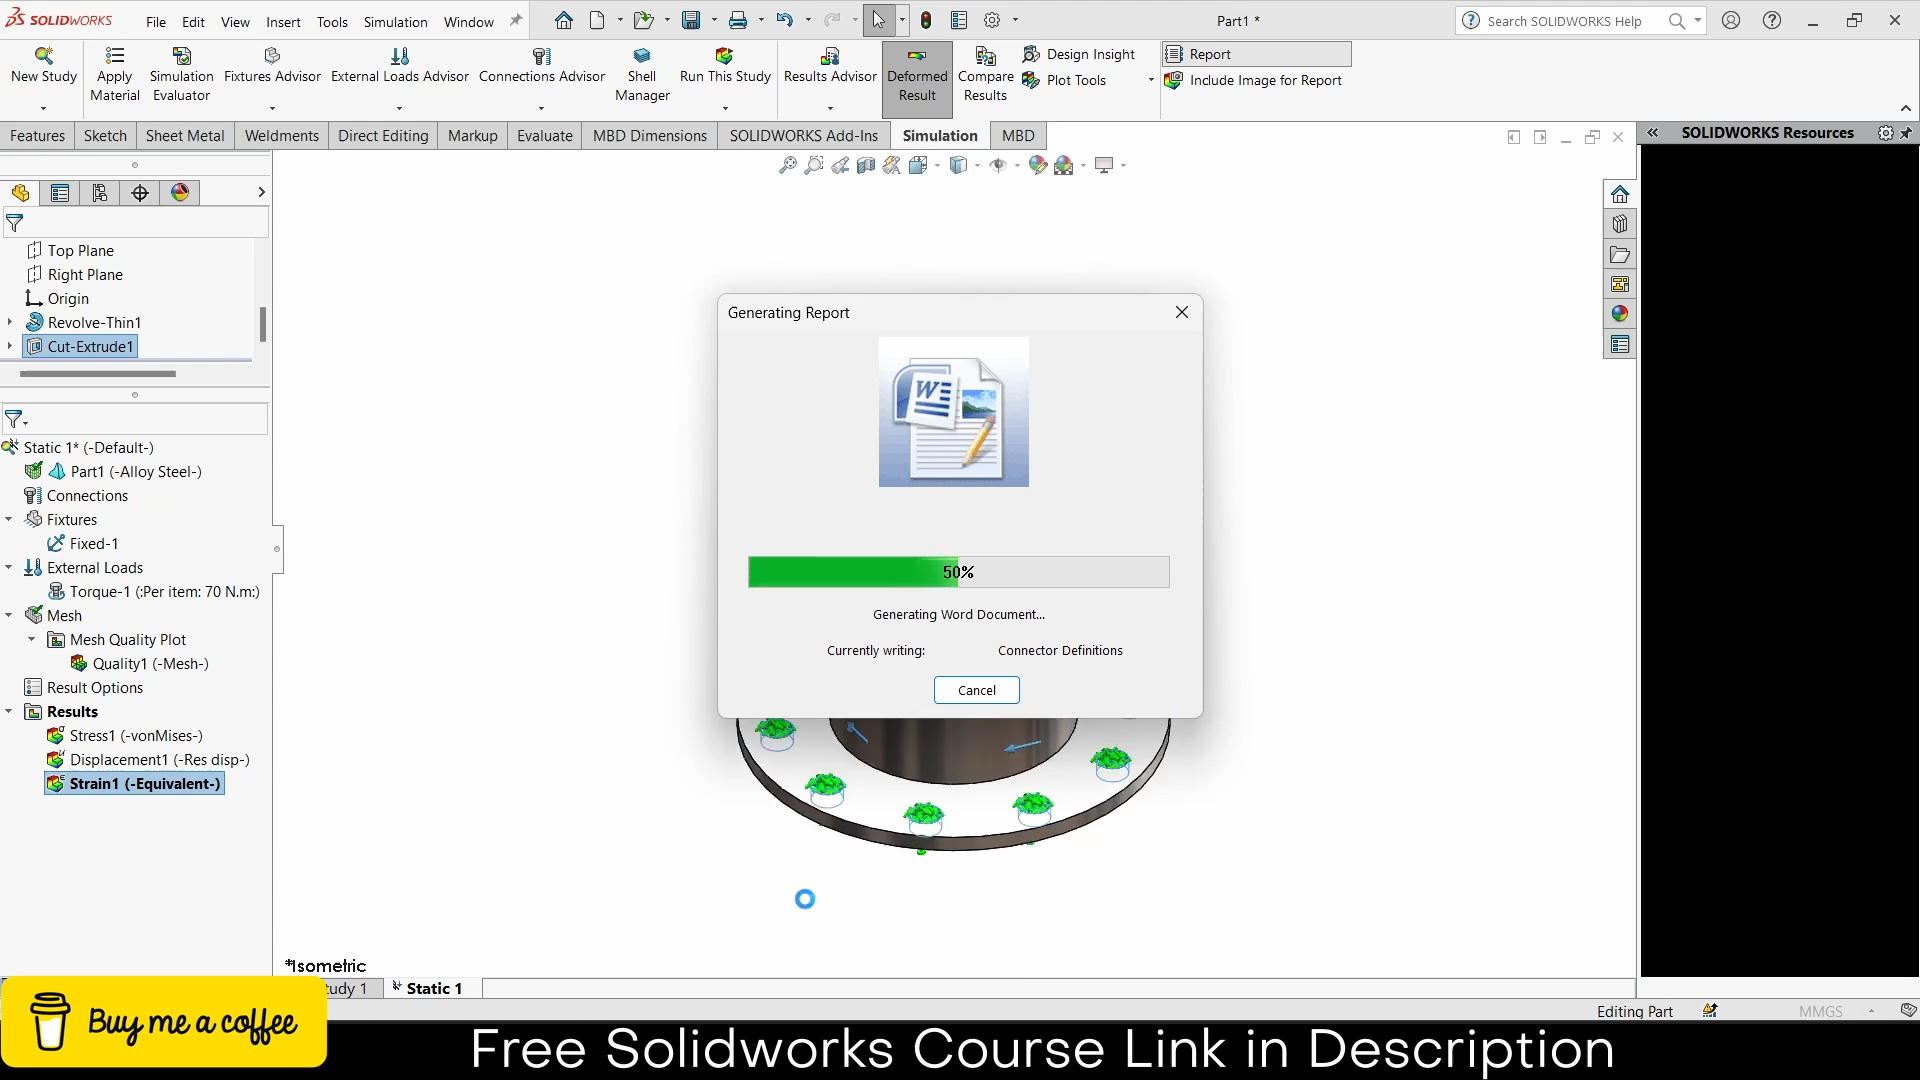 SOLIDWORKS
File Edit View Insert Tools Simulation Window
Part1 *
Search SOLIDWORKS Help
New Study
Apply Material
Simulation Evaluator
Fixtures Advisor
External Loads Advisor
Connections Advisor
Shell Manager
Run This Study
Results Advisor
Deformed Result
Compare Results
Design Insight
Plot Tools
Report
Include Image for Report
Features Sketch Sheet Metal Weldments Direct Editing Markup Evaluate MBD Dimensions SOLIDWORKS Add-Ins Simulation MBD
SOLIDWORKS Resources
Top Plane
Right Plane
Origin
Revolve-Thin1
Cut-Extrude1
Static 1* (-Default-)
Part1 (-Alloy Steel-)
Connections
Fixtures
Fixed-1
External Loads
Torque-1 (:Per item: 70 N.m:)
Mesh
Mesh Quality Plot
Quality1 (-Mesh-)
Result Options
Results
Stress1 (-vonMises-)
Displacement1 (-Res disp-)
Strain1 (-Equivalent-)
Generating Report
W
50%
Generating Word Document...
Currently writing: Connector Definitions
Cancel
*Isometric
tudy 1
Static 1
Editing Part
MMGS
Buy me a coffee
Free Solidworks Course Link in Description